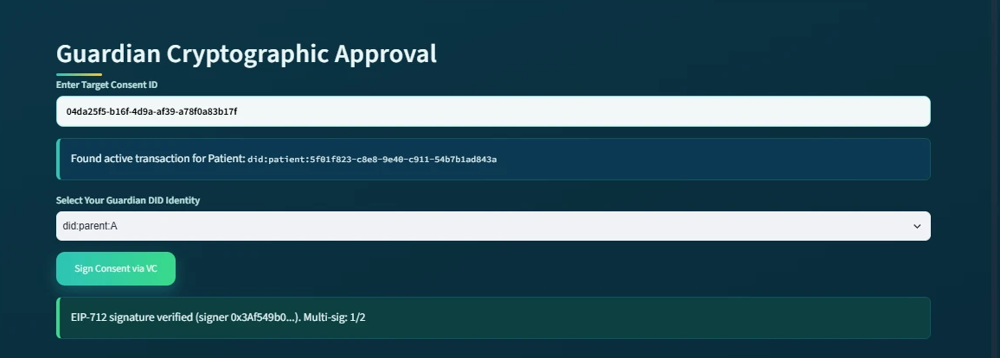 Guardian Cryptographic Approval
Enter Target Consent ID
04da25f5-b16f-4d9a-af39-a78f0a83b17f
Found active transaction for Patient: did:patient:5f01f823-c8e8-9e40-c911-54b7b1ad843a
Select Your Guardian DID Identity
did:parent:A
Sign Consent via VC
EIP-712 signature verified (signer 0x3Af549b0...). Multi-sig: 1/2